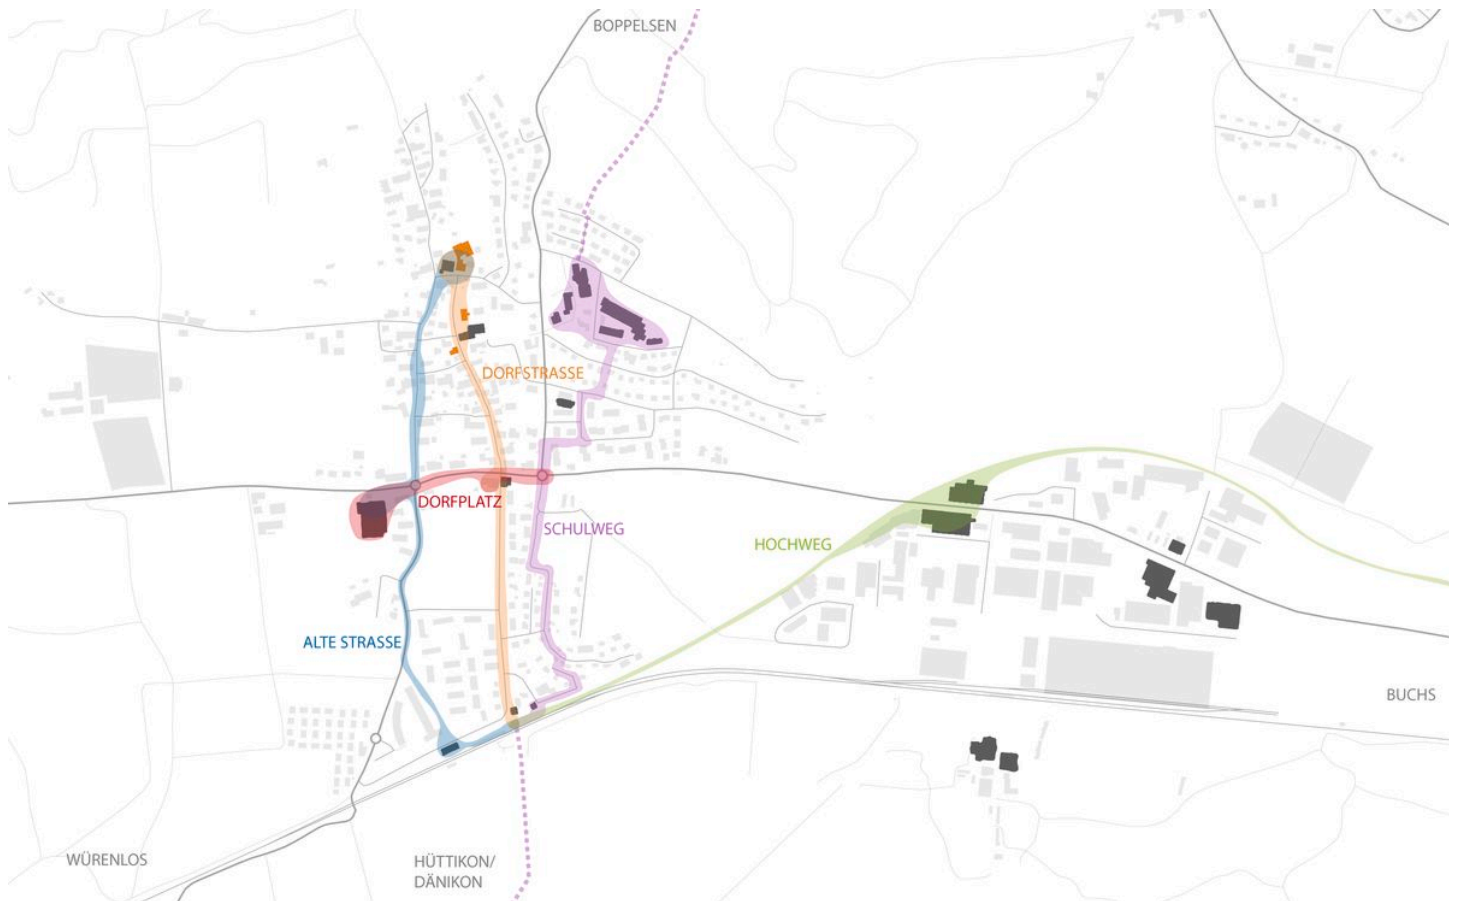 BOPPELSEN
DORFSTRASSE
DORFPLATZ
SCHULWEG
HOCHWEG
ALTE STRASSE
BUCHS
WÜRENLOS
HÜTTIKON/
DÄNIKON